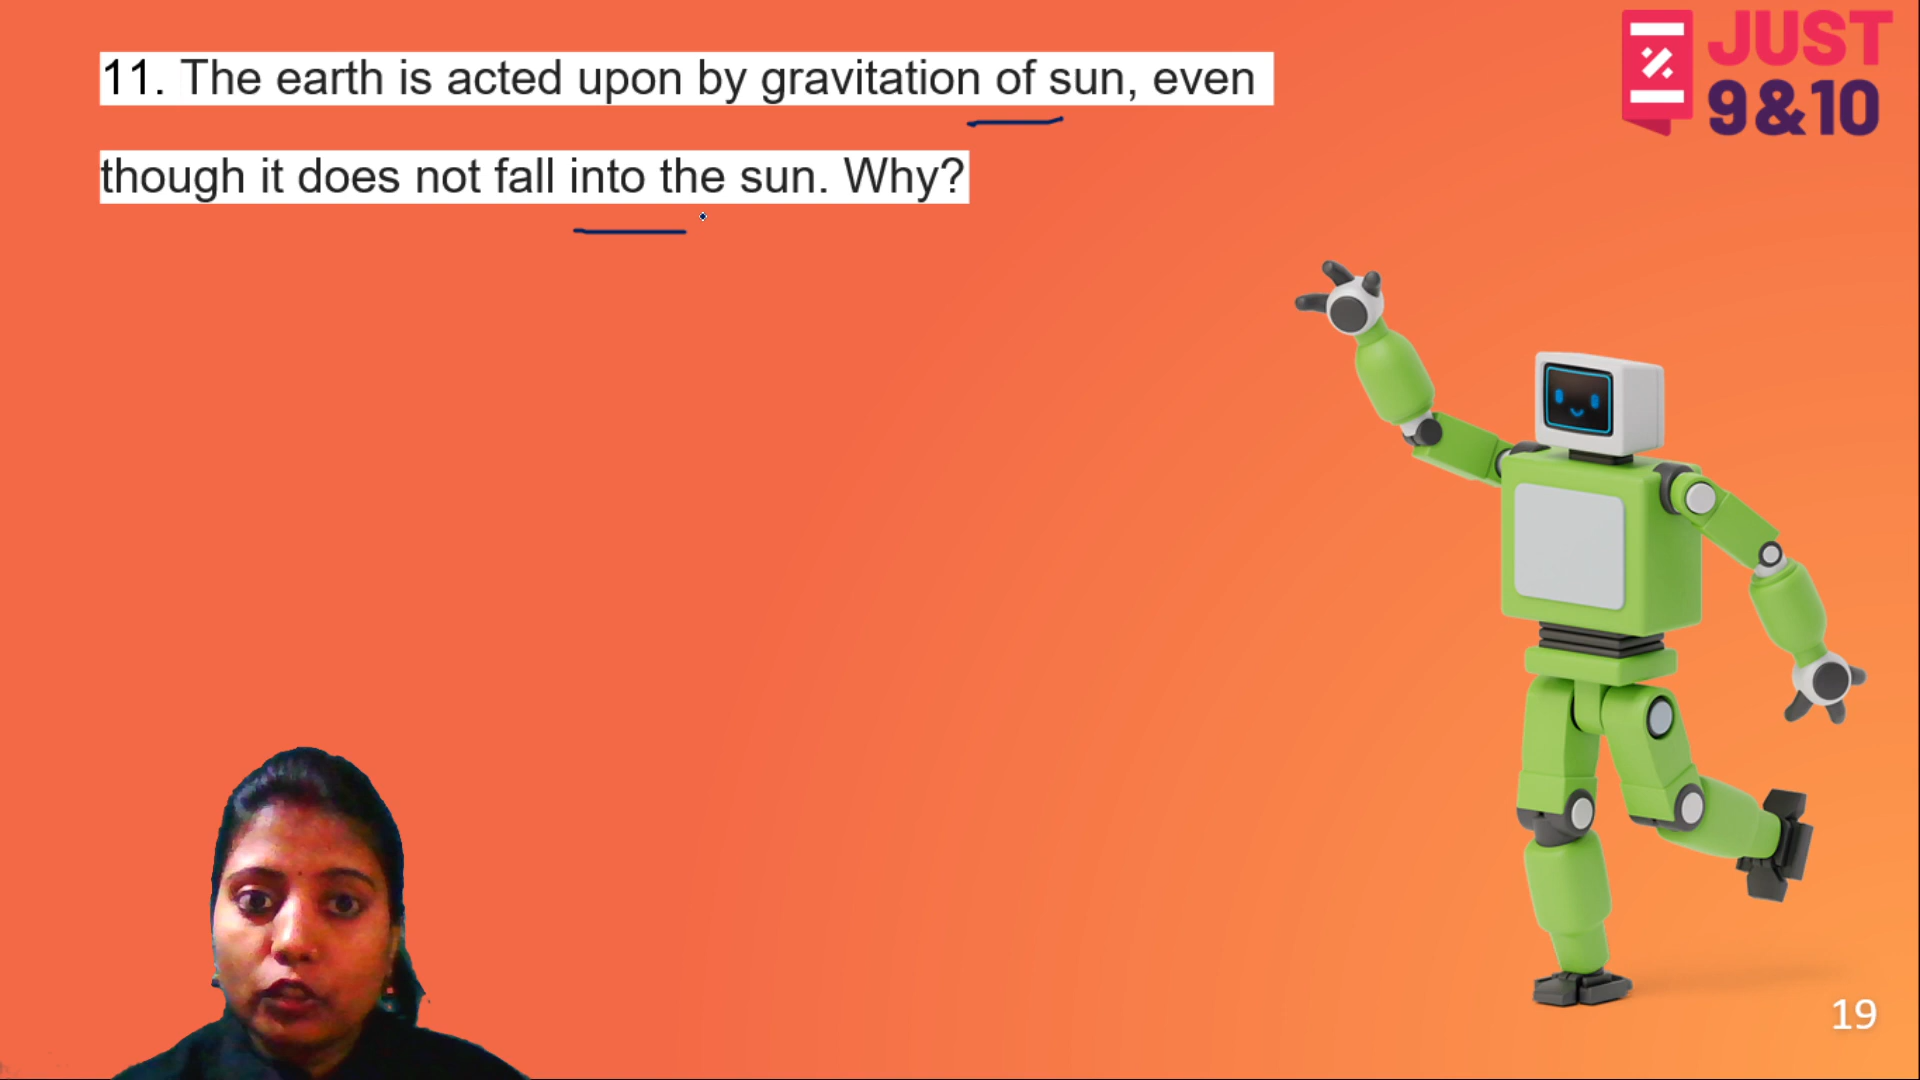 11. The earth is acted upon by gravitation of sun, even
though it does not fall into the sun. Why?
JUST
9&10
19